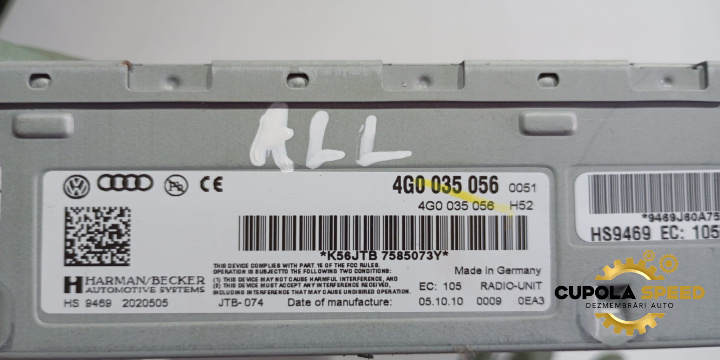 ALL
4G0 035 056 0051
4G0 035 056 H52
CE
*K56JTB 7585073Y*
THIS DEVICE COMPLIES WITH PART 15 OF THE FCC RULES.
OPERATION IS SUBJECTTO THE FOLLOWING TWO CONDITIONS:
(1) THIS DEVICE MAY NOT CAUSE HARMFUL INTERFERENCE, AND
(2) THIS DEVICE MUST ACCEPT ANY INTERFERENCE RECEIVED,
INCLUDING INTERFERENCE THAT MAY CAUSE UNDESIRED OPERATION.
Made in Germany
HARMAN/BECKER
AUTOMOTIVE SYSTEMS
EC: 105 RADIO-UNIT
HS 9469 2020505
JTB-074 Date of manufacture: 05.10.10 0009 0EA3
*9469J60A75
HS9469 EC: 105
CUPOLA SPEED
DEZMEMBRĂRI AUTO